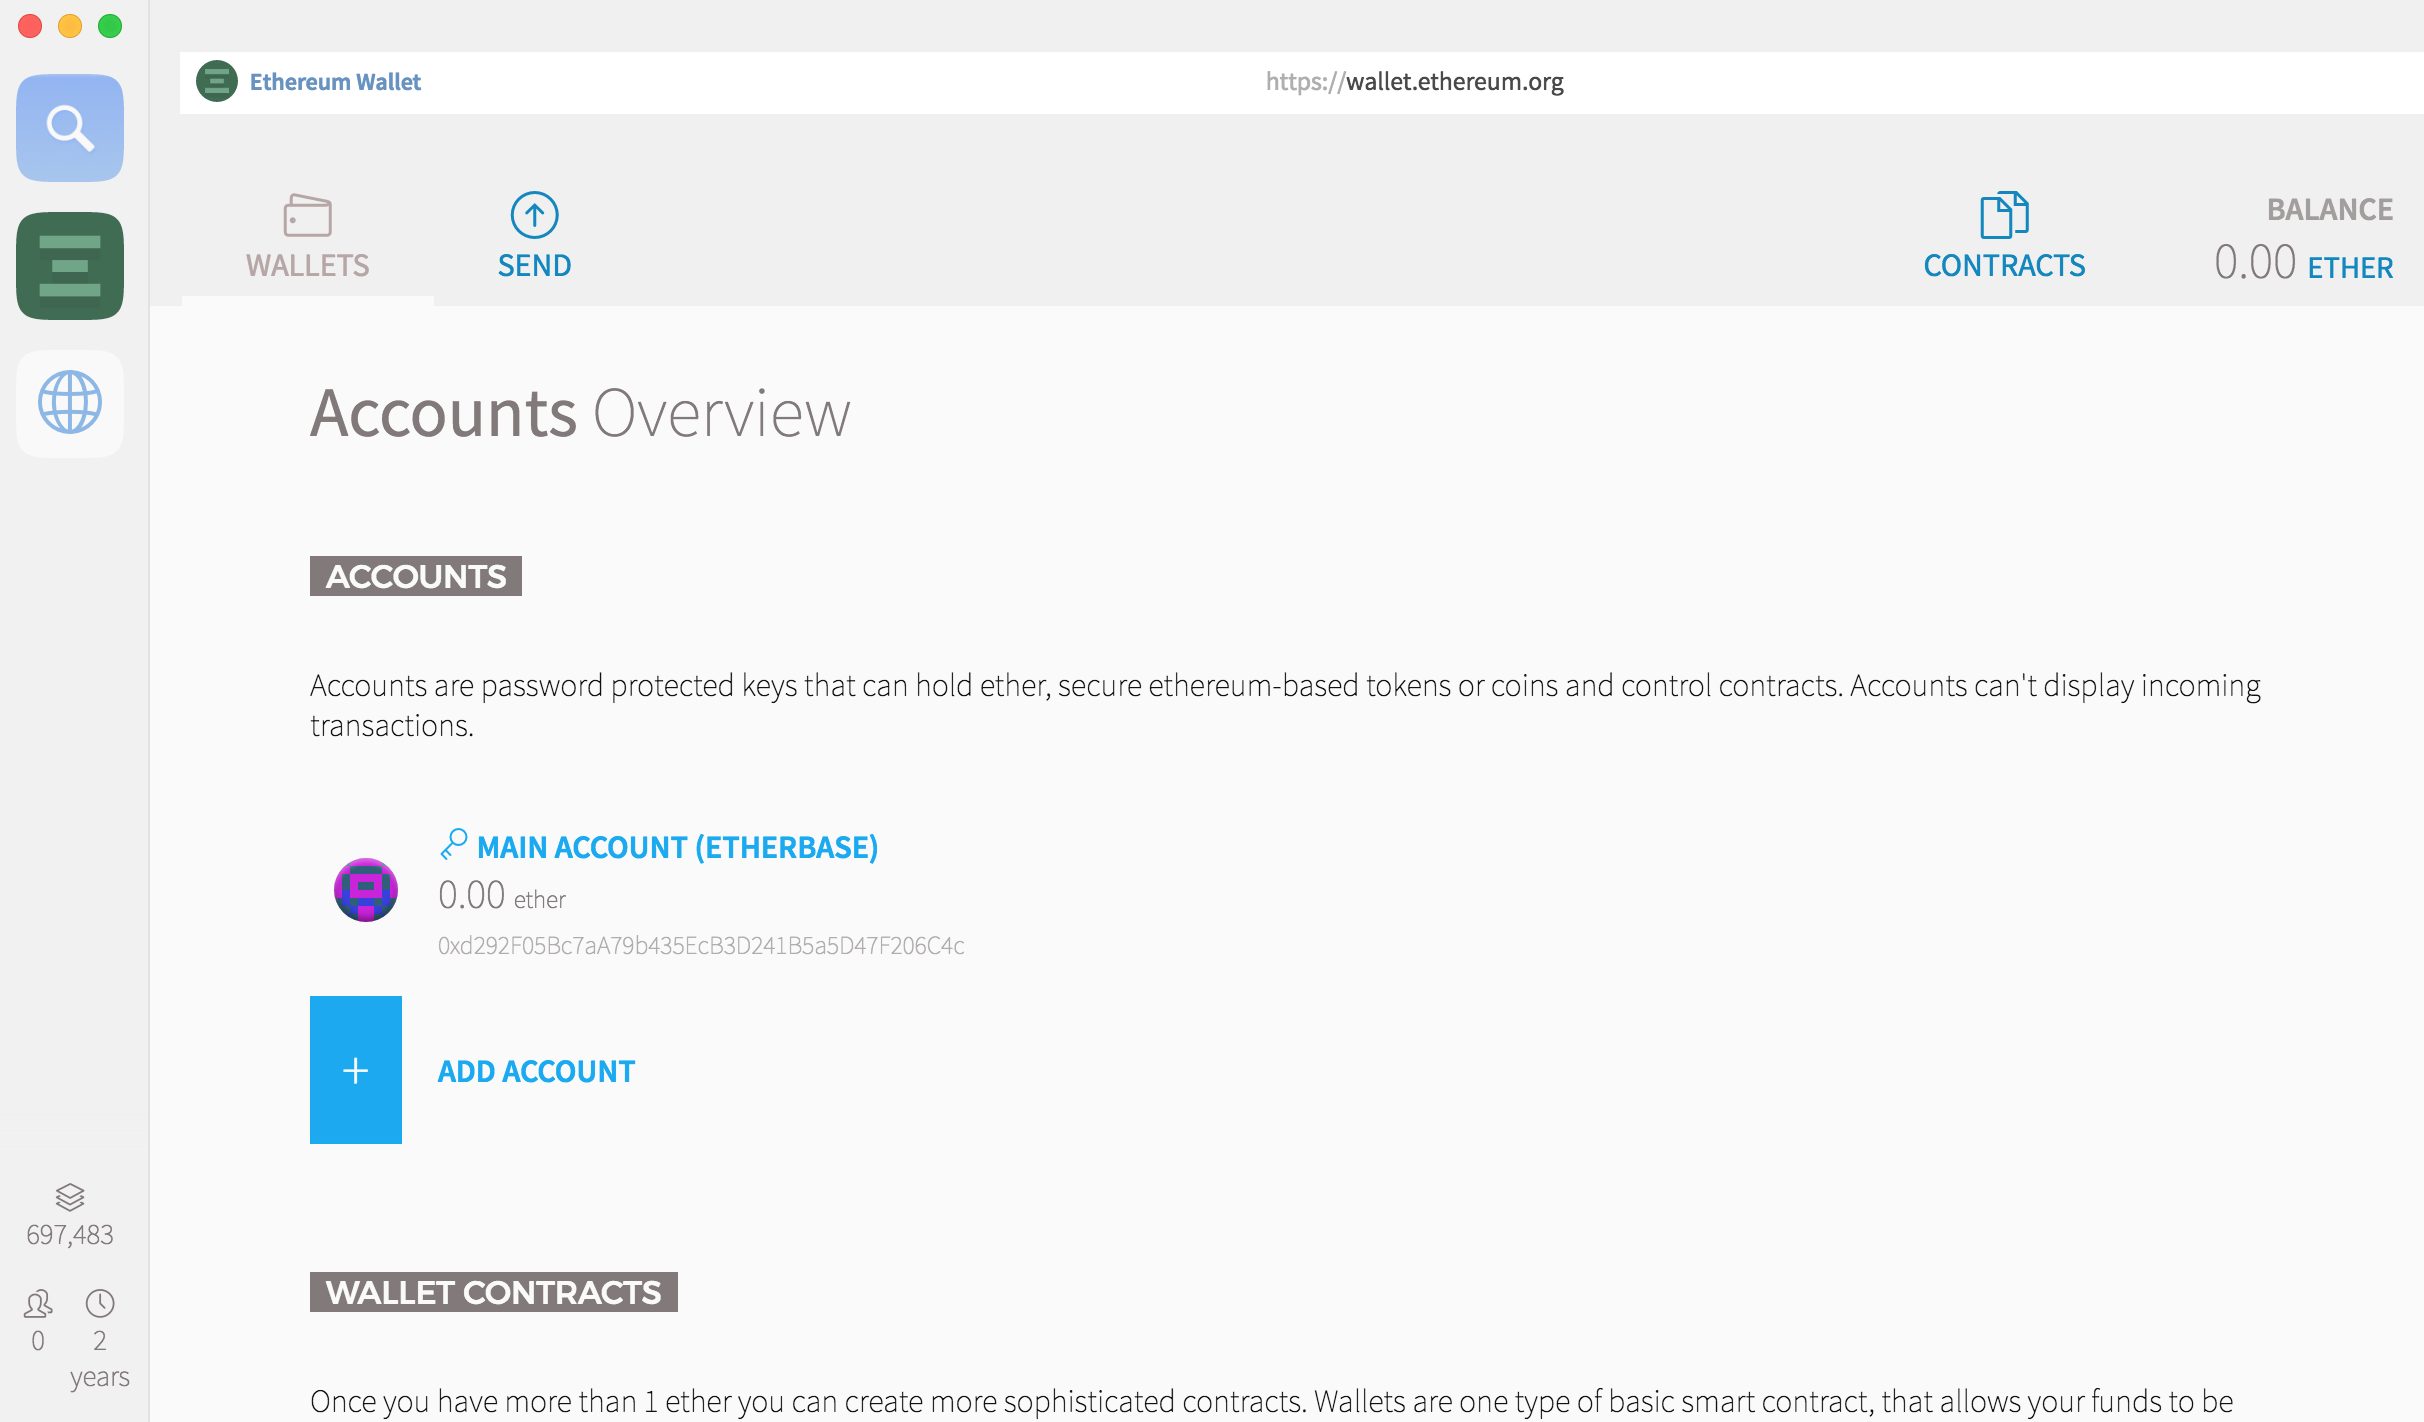 Ethereum Wallet
https://wallet.ethereum.org
WALLETS
SEND
CONTRACTS
BALANCE
0.00 ETHER
Accounts Overview
ACCOUNTS
Accounts are password protected keys that can hold ether, secure ethereum-based tokens or coins and control contracts. Accounts can't display incoming
transactions.
MAIN ACCOUNT (ETHERBASE)
0.00 ether
0xd292F05Bc7aA79b435EcB3D241B5a5D47F206C4c
+
ADD ACCOUNT
697,483
0
2
years
WALLET CONTRACTS
Once you have more than 1 ether you can create more sophisticated contracts. Wallets are one type of basic smart contract, that allows your funds to be